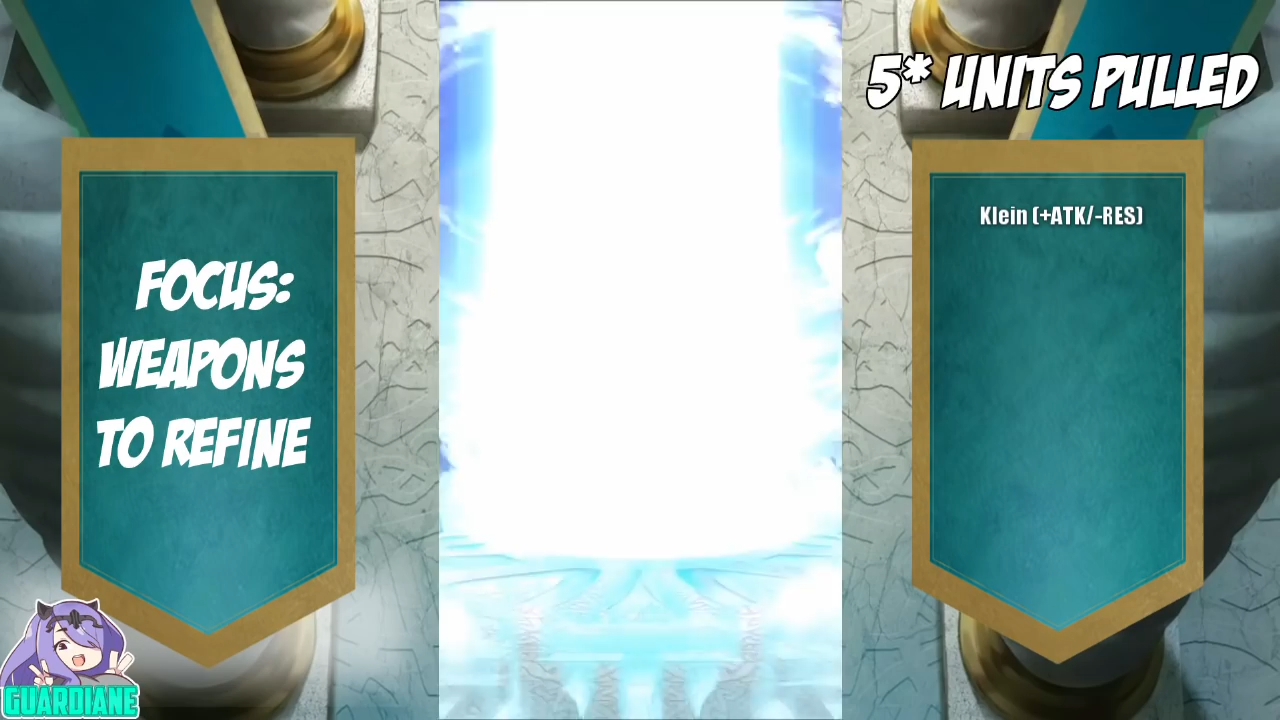 FOCUS:
WEAPONS
TO REFINE
5* UNITS PULLED
Klein (+ATK/-RES)
GUARDIANE